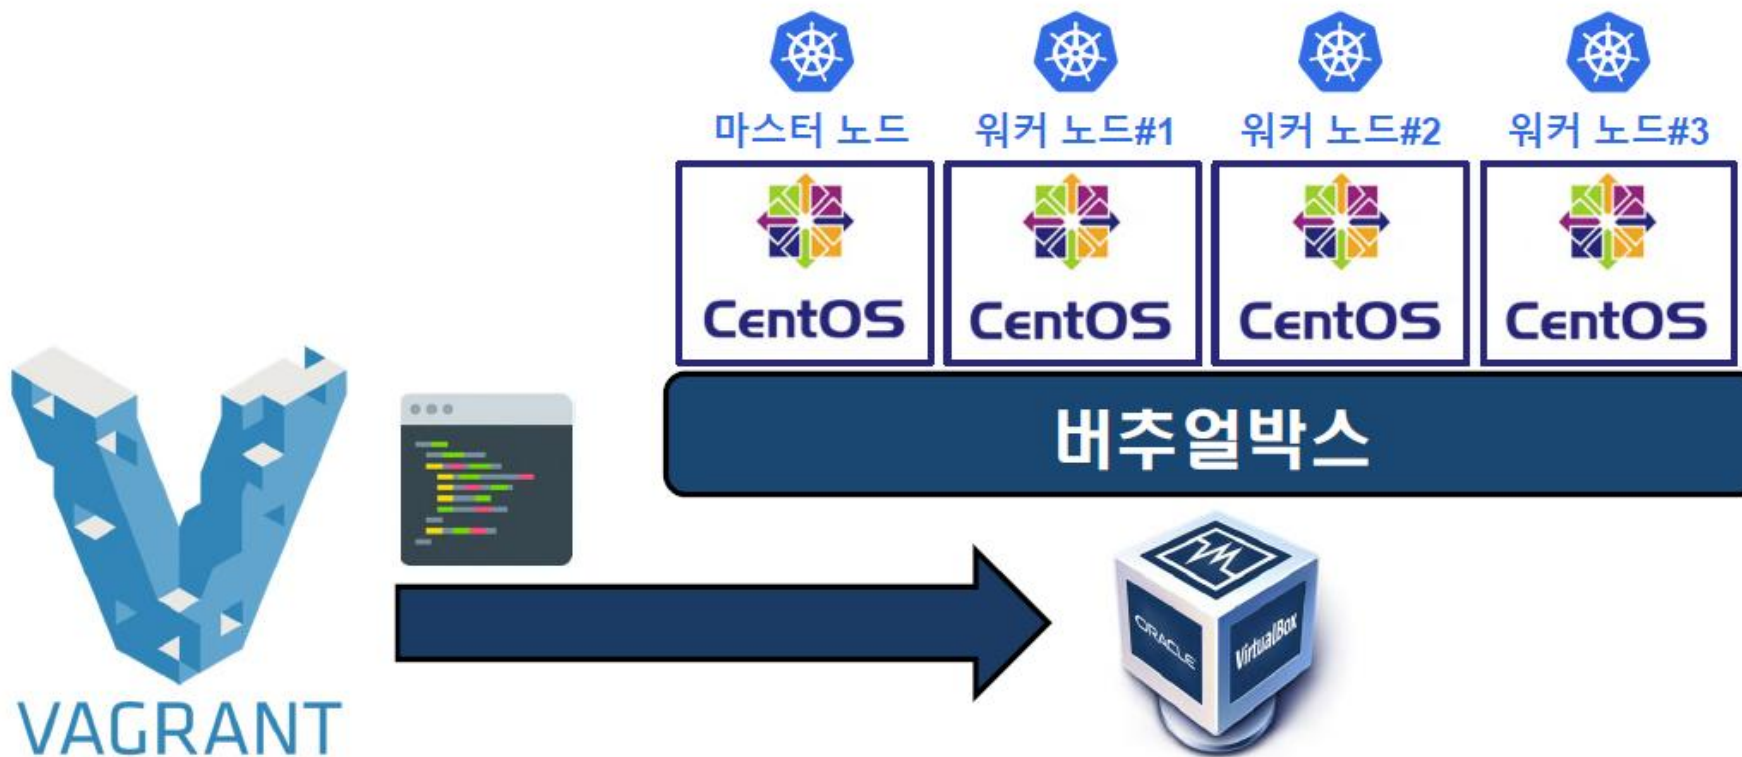 마스터 노드
워커 노드#1
워커 노드#2
워커 노드#3
CentOS
CentOS
CentOS
CentOS
버추얼박스
ORACLE
VirtualBox
VAGRANT